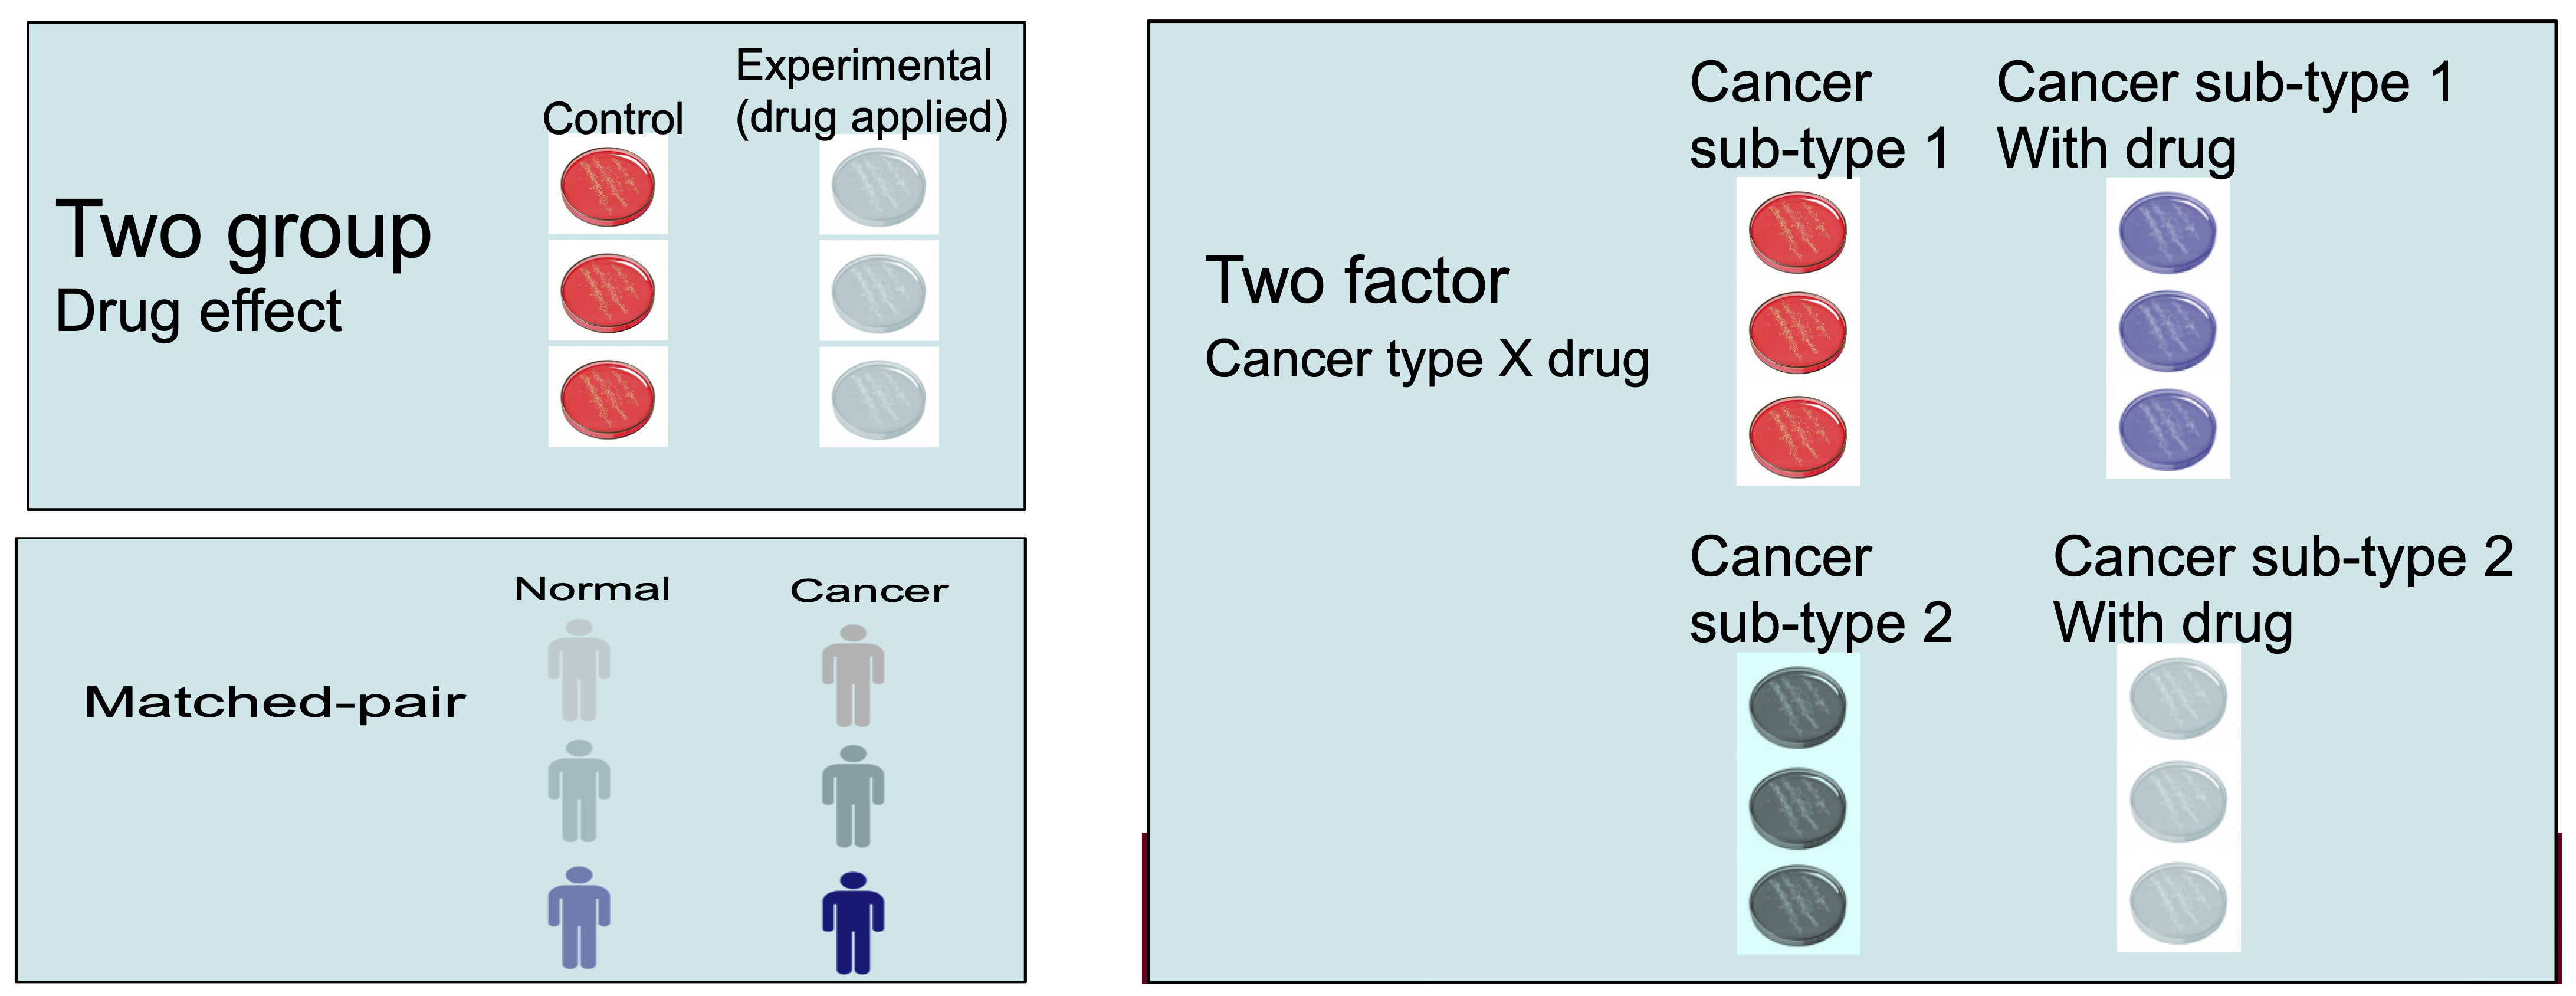 Two group
Drug effect
Control
Experimental
(drug applied)
Matched-pair
Normal
Cancer
Two factor
Cancer type X drug
Cancer
sub-type 1
Cancer sub-type 1
With drug
Cancer
sub-type 2
Cancer sub-type 2
With drug